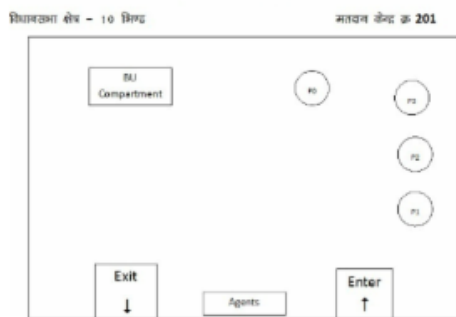 विधानसभा क्षेत्र - 10 भिण्ड
मतदान केन्द्र क्र 201
BU
Compartment
P3
P2
P1
Exit
↓
Agents
Enter
↑